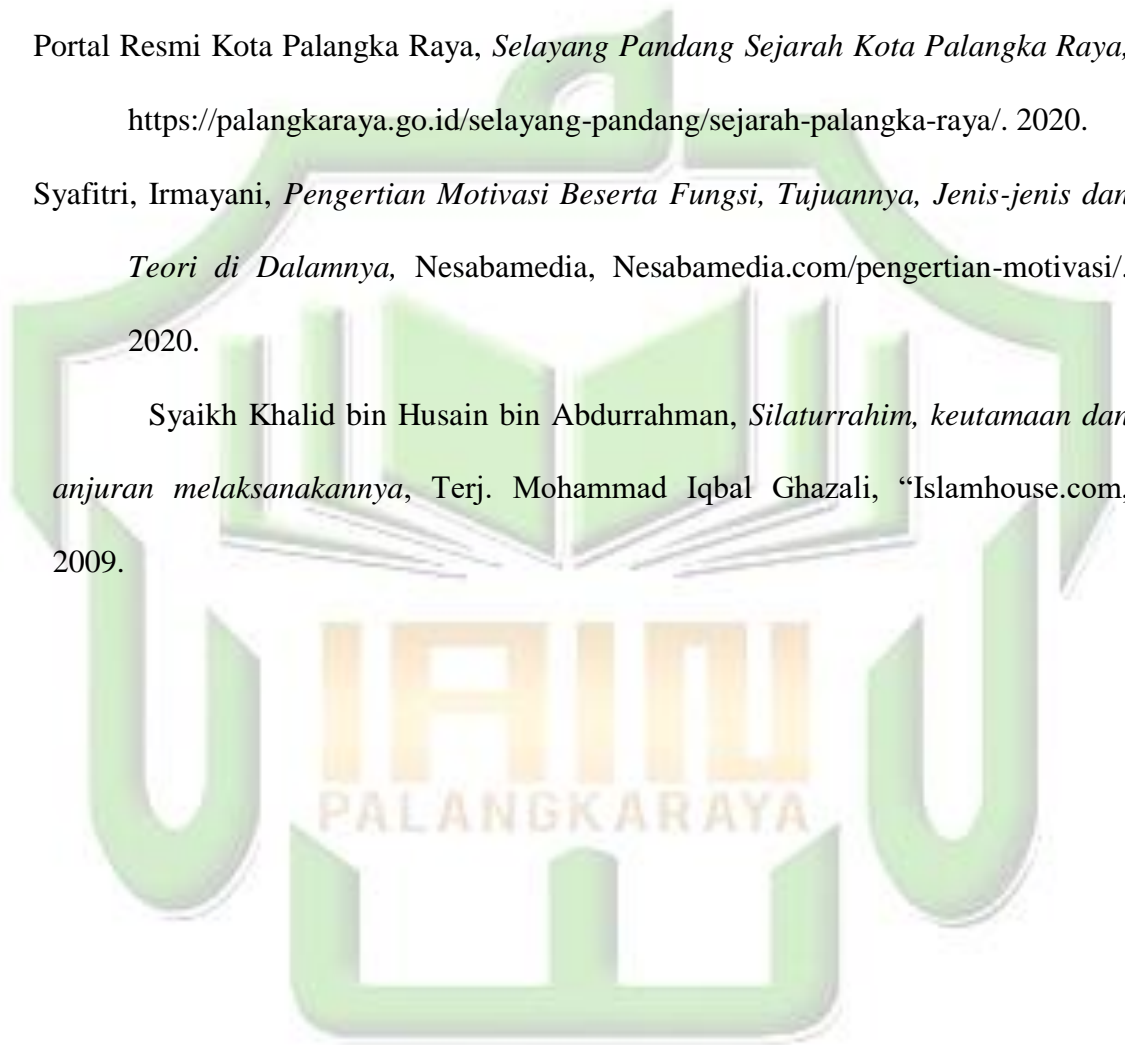 Portal Resmi Kota Palangka Raya, Selayang Pandang Sejarah Kota Palangka Raya,
https://palangkaraya.go.id/selayang-pandang/sejarah-palangka-raya/. 2020.
Syafitri, Irmayani, Pengertian Motivasi Beserta Fungsi, Tujuannya, Jenis-jenis dan
Teori di Dalamnya, Nesabamedia, Nesabamedia.com/pengertian-motivasi/.
2020.
Syaikh Khalid bin Husain bin Abdurrahman, Silaturrahim, keutamaan dan
anjuran melaksanakannya, Terj. Mohammad Iqbal Ghazali, “Islamhouse.com,
2009.
IAIN
PALANGKARAYA